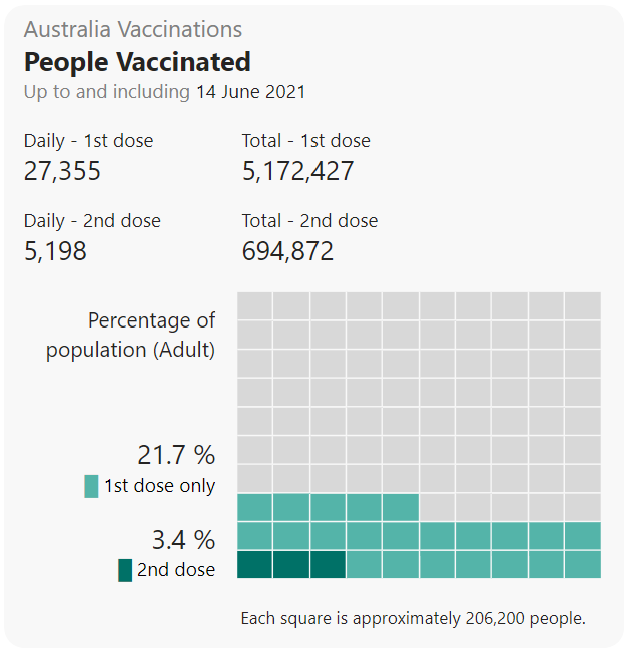 Australia Vaccinations
People Vaccinated
Up to and including 14 June 2021
Daily - 1st dose
27,355
Total - 1st dose
5,172,427
Daily - 2nd dose
5,198
Total - 2nd dose
694,872
Percentage of
population (Adult)
21.7 %
1st dose only
3.4 %
2nd dose
Each square is approximately 206,200 people.